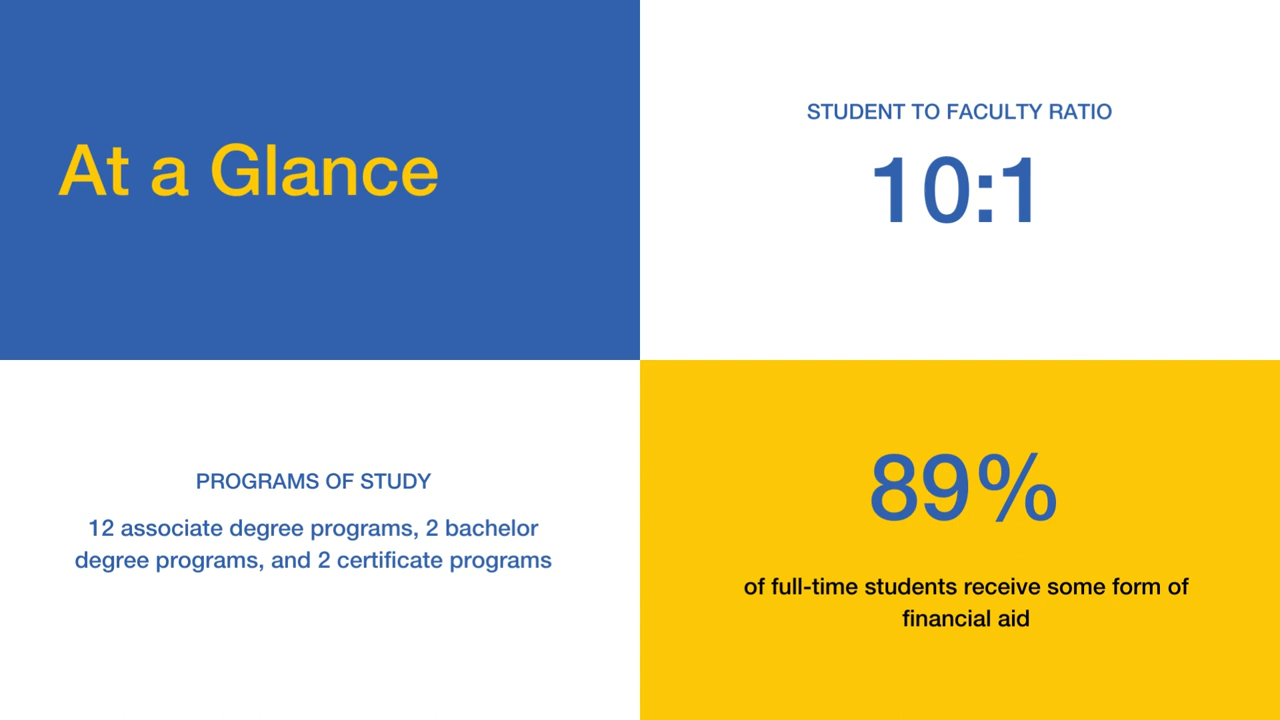 At a Glance
STUDENT TO FACULTY RATIO
10:1
PROGRAMS OF STUDY
12 associate degree programs, 2 bachelor
degree programs, and 2 certificate programs
89%
of full-time students receive some form of
financial aid